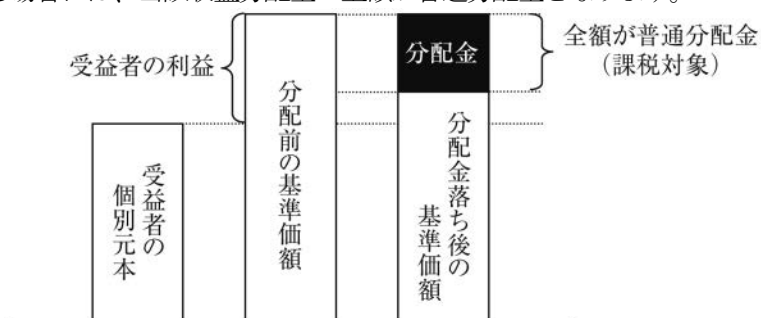 受益者の利益
分配金
全額が普通分配金
（課税対象）
受益者の
個別元本
分配前の基準価額
分配金落ち後の
基準価額